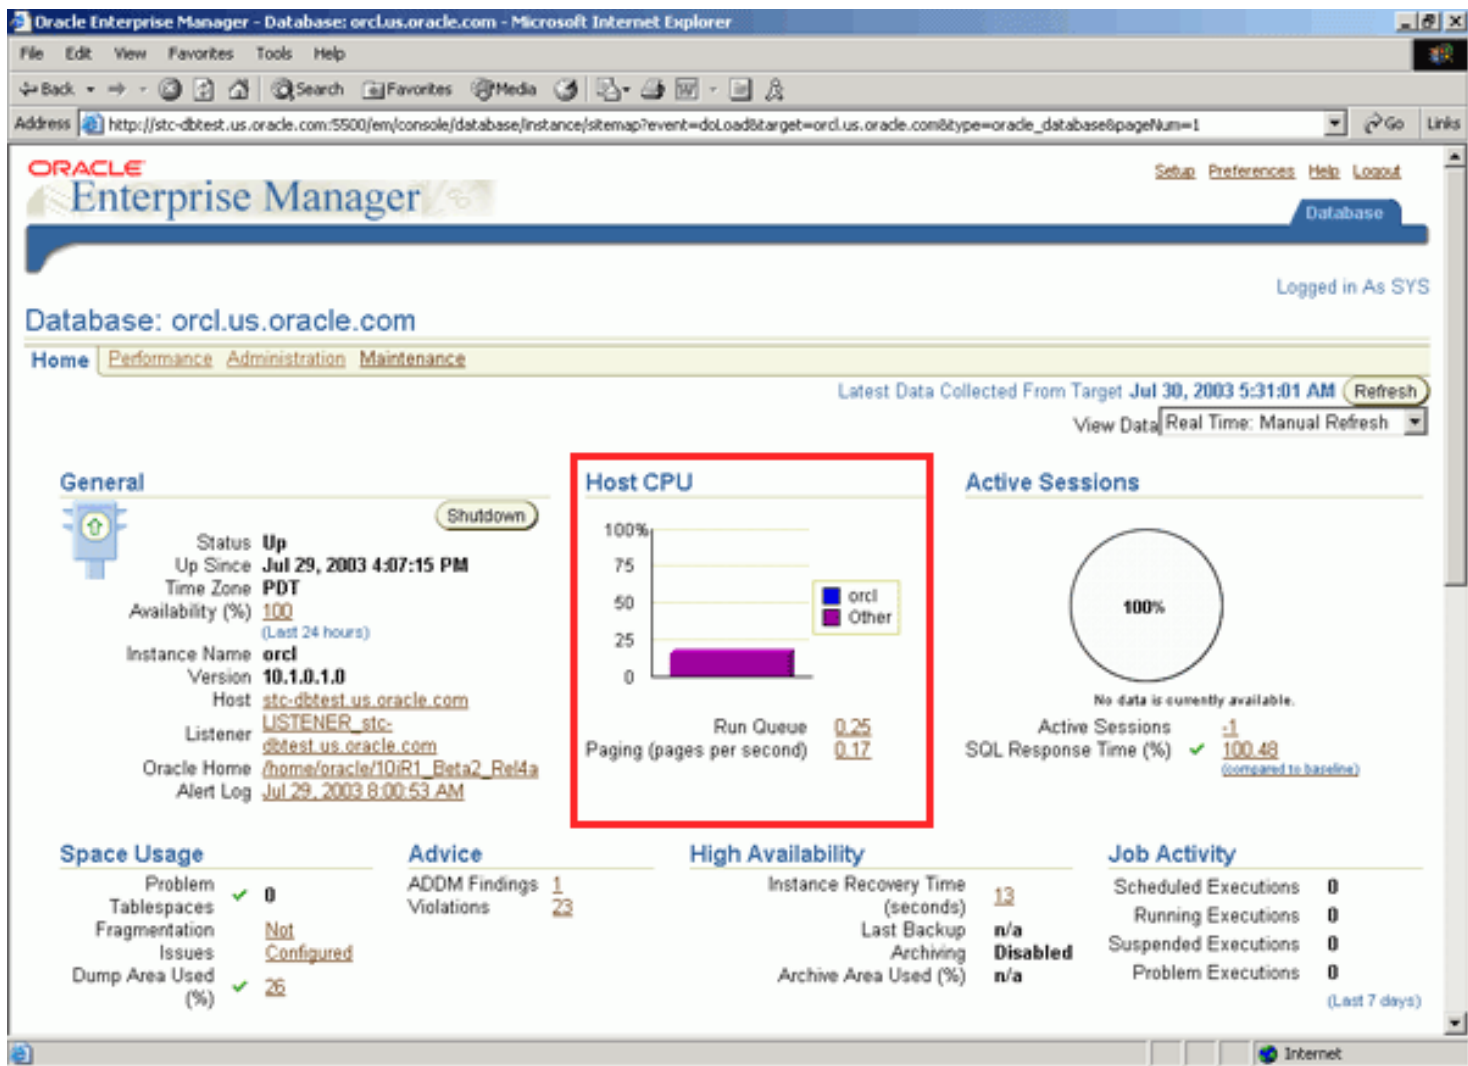 Oracle Enterprise Manager - Database: orcl.us.oracle.com - Microsoft Internet Explorer
File Edit View Favorites Tools Help
Back Search Favorites Media
Address http://stc-dbtest.us.oracle.com:5500/em/console/database/instance/sitemap?event=doLoad&target=orcl.us.oracle.com&type=oracle_database&pageNum=1 Go Links
ORACLE
Enterprise Manager
Setup Preferences Help Logout
Database
Logged in As SYS
Database: orcl.us.oracle.com
Home Performance Administration Maintenance
Latest Data Collected From Target Jul 30, 2003 5:31:01 AM Refresh
View Data Real Time: Manual Refresh
General
Shutdown
Status Up
Up Since Jul 29, 2003 4:07:15 PM
Time Zone PDT
Availability (%) 100
(Last 24 hours)
Instance Name orcl
Version 10.1.0.1.0
Host stc-dbtest.us.oracle.com
Listener LISTENER_stc-
dbtest.us.oracle.com
Oracle Home /home/oracle/10iR1_Beta2_Rel4a
Alert Log Jul 29, 2003 8:00:53 AM
Host CPU
100%
75
50
25
0
orcl
Other
Run Queue 0.25
Paging (pages per second) 0.17
Active Sessions
100%
No data is currently available.
Active Sessions -1
SQL Response Time (%) 100.48
(compared to baseline)
Space Usage
Problem
Tablespaces 0
Fragmentation Not
Issues Configured
Dump Area Used
(%) 26
Advice
ADDM Findings 1
Violations 23
High Availability
Instance Recovery Time
(seconds) 13
Last Backup n/a
Archiving Disabled
Archive Area Used (%) n/a
Job Activity
Scheduled Executions 0
Running Executions 0
Suspended Executions 0
Problem Executions 0
(Last 7 days)
Internet